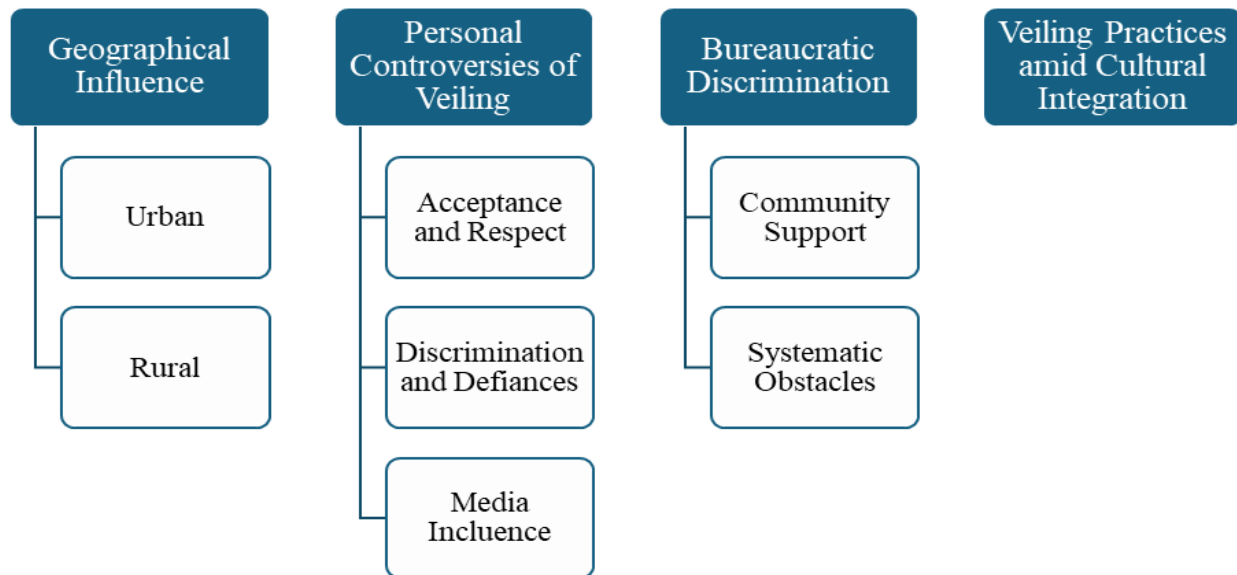 Geographical
Influence
Urban
Rural
Personal
Controversies of
Veiling
Acceptance
and Respect
Discrimination
and Defiances
Media
Incluence
Bureaucratic
Discrimination
Community
Support
Systematic
Obstacles
Veiling Practices
amid Cultural
Integration